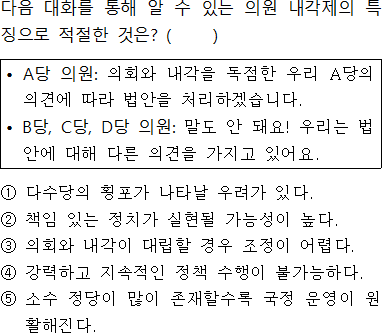 다음 대화를 통해 알 수 있는 의원 내각제의 특
징으로 적절한 것은? (      )
• A당 의원: 의회와 내각을 독점한 우리 A당의
의견에 따라 법안을 처리하겠습니다.
• B당, C당, D당 의원: 말도 안 돼요! 우리는 법
안에 대해 다른 의견을 가지고 있어요.
① 다수당의 횡포가 나타날 우려가 있다.
② 책임 있는 정치가 실현될 가능성이 높다.
③ 의회와 내각이 대립할 경우 조정이 어렵다.
④ 강력하고 지속적인 정책 수행이 불가능하다.
⑤ 소수 정당이 많이 존재할수록 국정 운영이 원
활해진다.